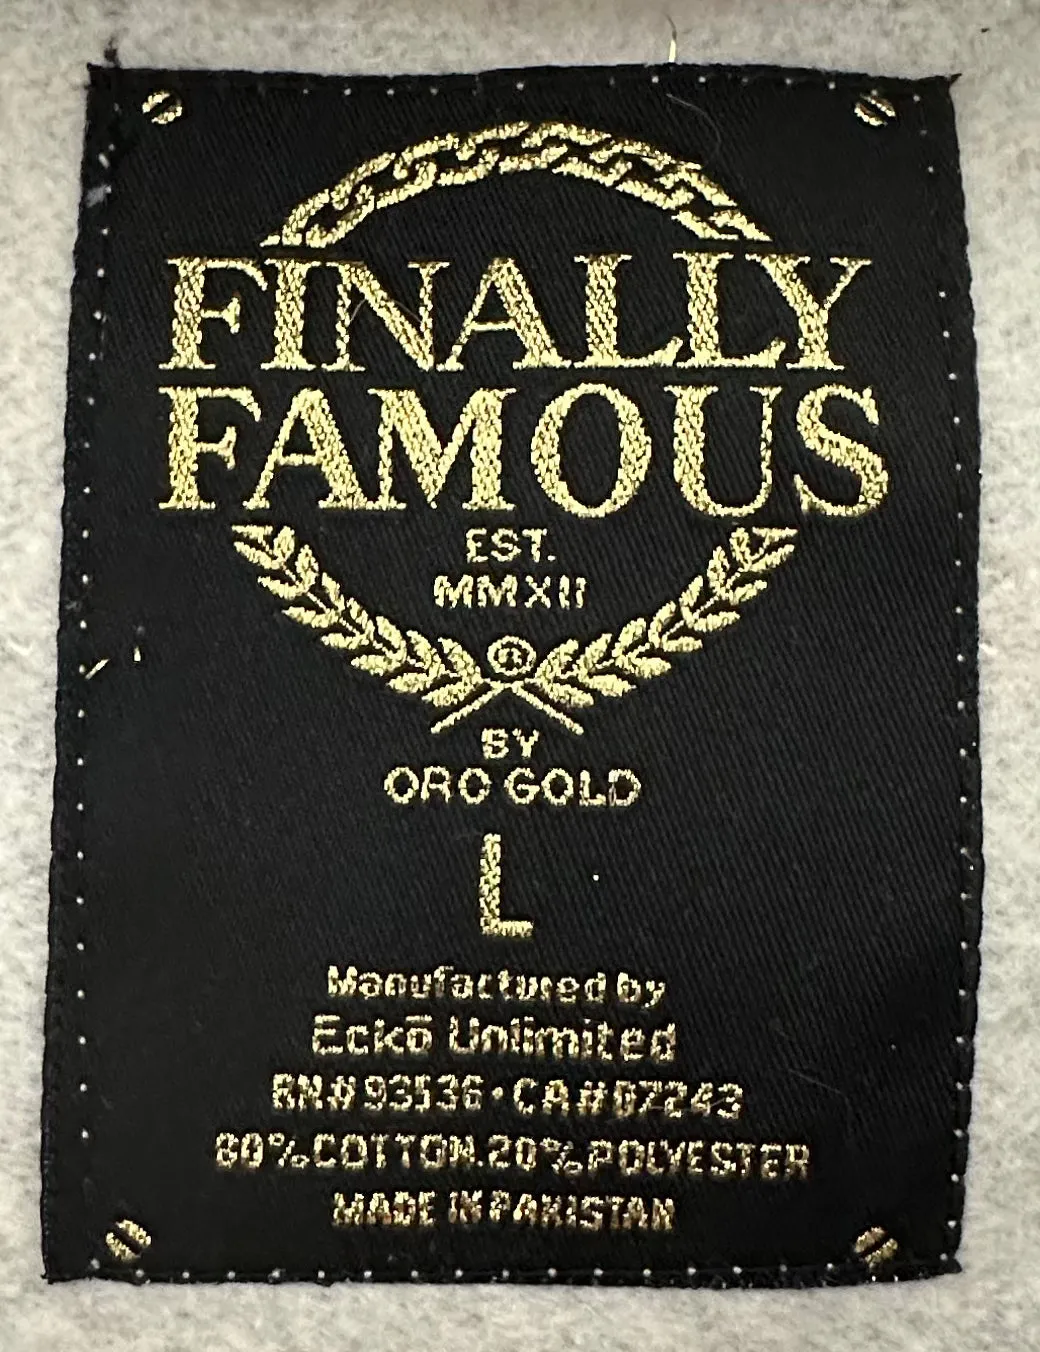 FINALLY
FAMOUS
EST.
MMXII
BY
ORO GOLD
L
Manufactured by
Eckō Unlimited
RN# 93536 • CA# 07243
80% COTTON. 20% POLYESTER
MADE IN PAKISTAN